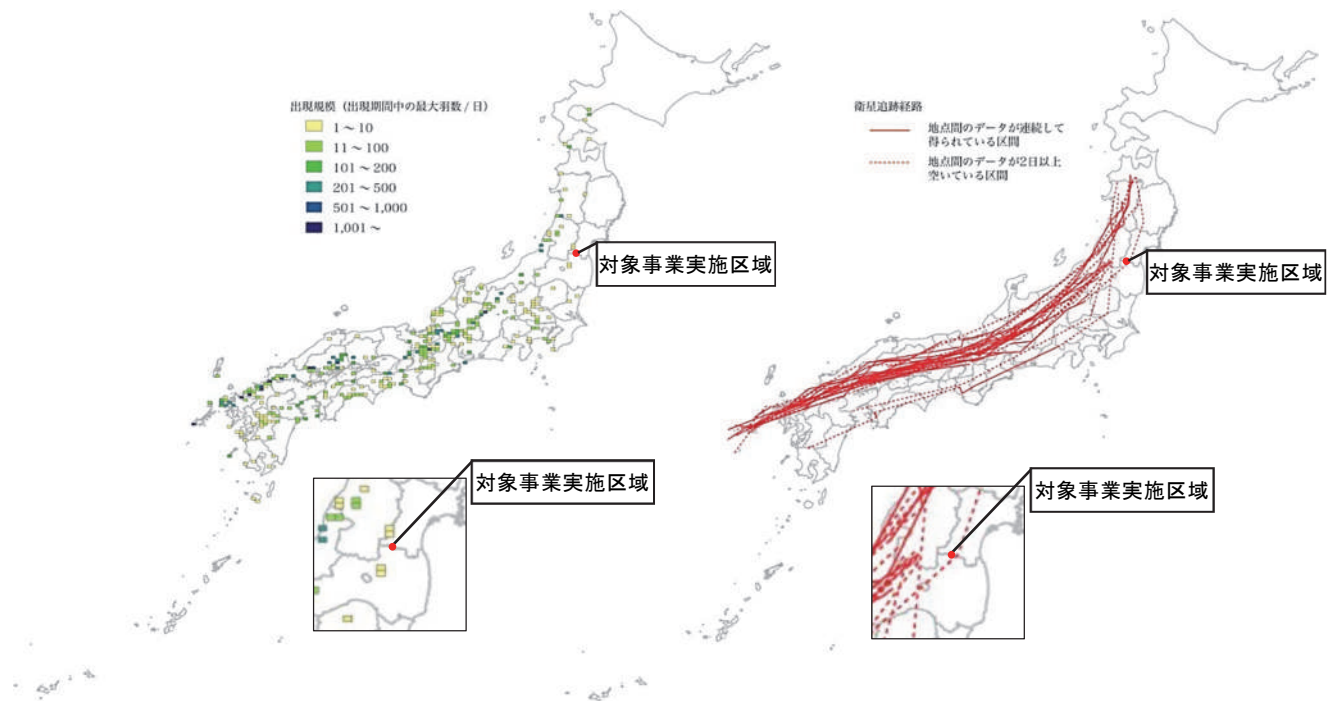 出現規模（出現期間中の最大羽数 / 日）
1～10
11～100
101～200
201～500
501～1,000
1,001～
対象事業実施区域
対象事業実施区域
衛星追跡経路
地点間のデータが連続して
得られている区間
地点間のデータが2日以上
空いている区間
対象事業実施区域
対象事業実施区域